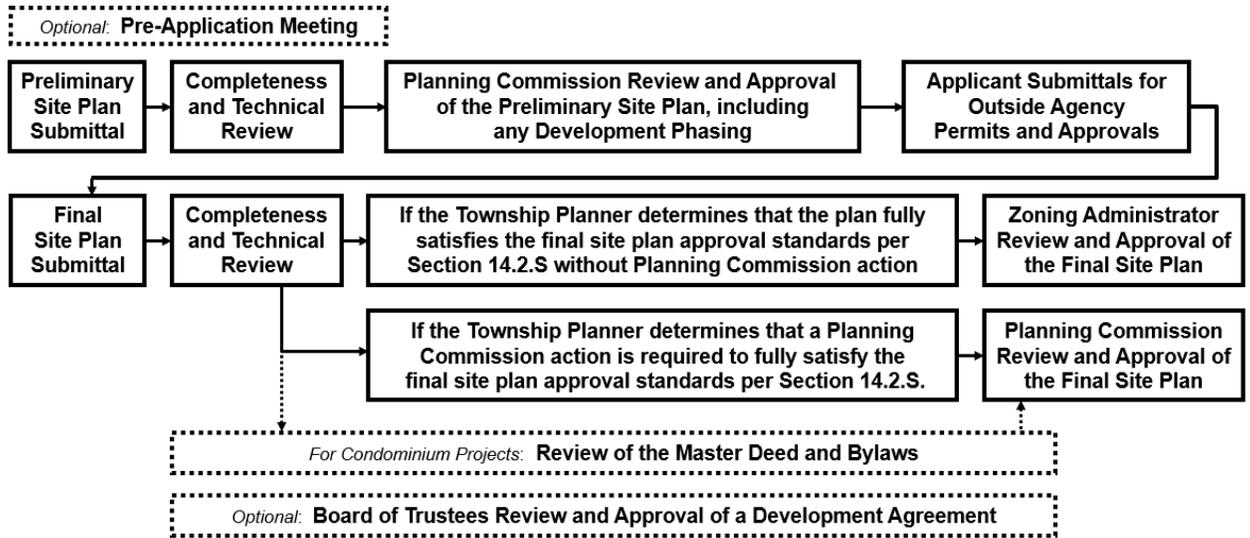 Optional: Pre-Application Meeting
Preliminary
Site Plan
Submittal
Completeness
and Technical
Review
Planning Commission Review and Approval
of the Preliminary Site Plan, including
any Development Phasing
Applicant Submittals for
Outside Agency
Permits and Approvals
Final
Site Plan
Submittal
Completeness
and Technical
Review
If the Township Planner determines that the plan fully
satisfies the final site plan approval standards per
Section 14.2.S without Planning Commission action
Zoning Administrator
Review and Approval of
the Final Site Plan
If the Township Planner determines that a Planning
Commission action is required to fully satisfy the
final site plan approval standards per Section 14.2.S.
Planning Commission
Review and Approval of
the Final Site Plan
For Condominium Projects: Review of the Master Deed and Bylaws
Optional: Board of Trustees Review and Approval of a Development Agreement